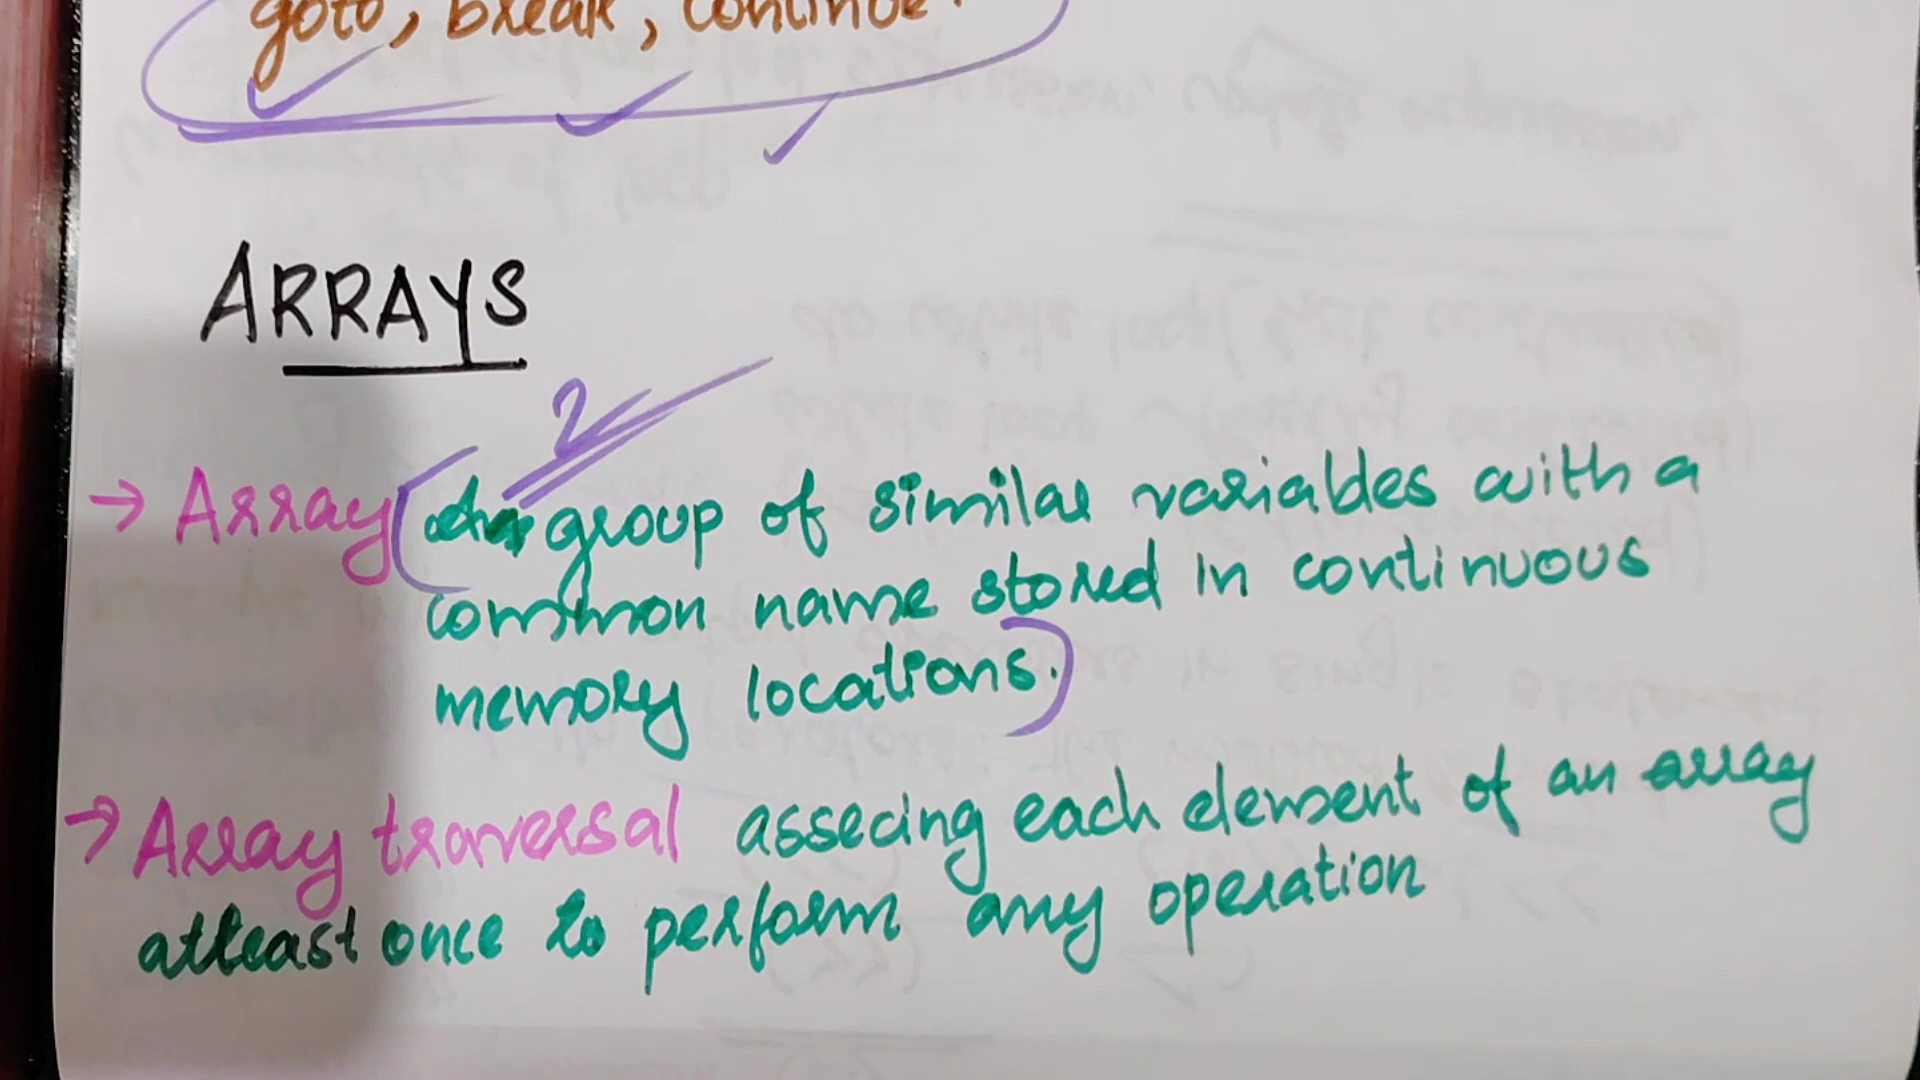 goto, break, continue.
ARRAYS
2
→ Array group of similar variables with a
common name stored in continuous
memory locations.
→ Array traversal assecing each element of an array
atleast once to perform any operation